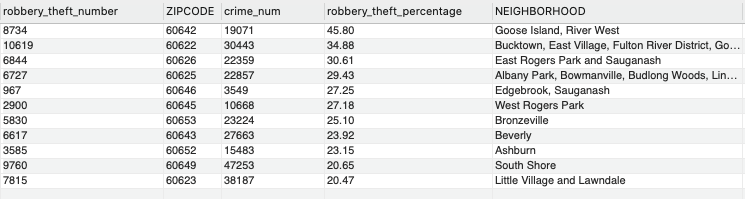 robbery_theft_number ZIPCODE crime_num robbery_theft_percentage NEIGHBORHOOD
8734 60642 19071 45.80 Goose Island, River West
10619 60622 30443 34.88 Bucktown, East Village, Fulton River District, Go...
6844 60626 22359 30.61 East Rogers Park and Sauganash
6727 60625 22857 29.43 Albany Park, Bowmanville, Budlong Woods, Lin...
967 60646 3549 27.25 Edgebrook, Sauganash
2900 60645 10668 27.18 West Rogers Park
5830 60653 23224 25.10 Bronzeville
6617 60643 27663 23.92 Beverly
3585 60652 15483 23.15 Ashburn
9760 60649 47253 20.65 South Shore
7815 60623 38187 20.47 Little Village and Lawndale